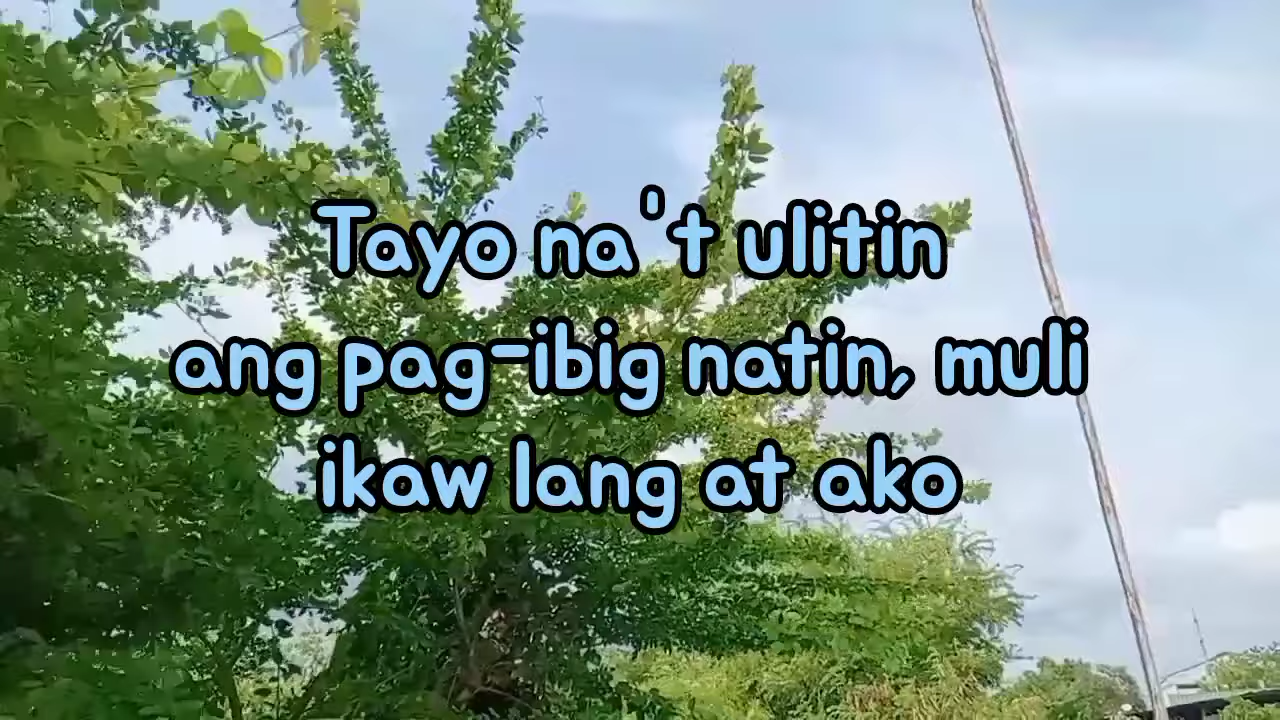 Tayo na't ulitin
ang pag-ibig natin, muli
ikaw lang at ako